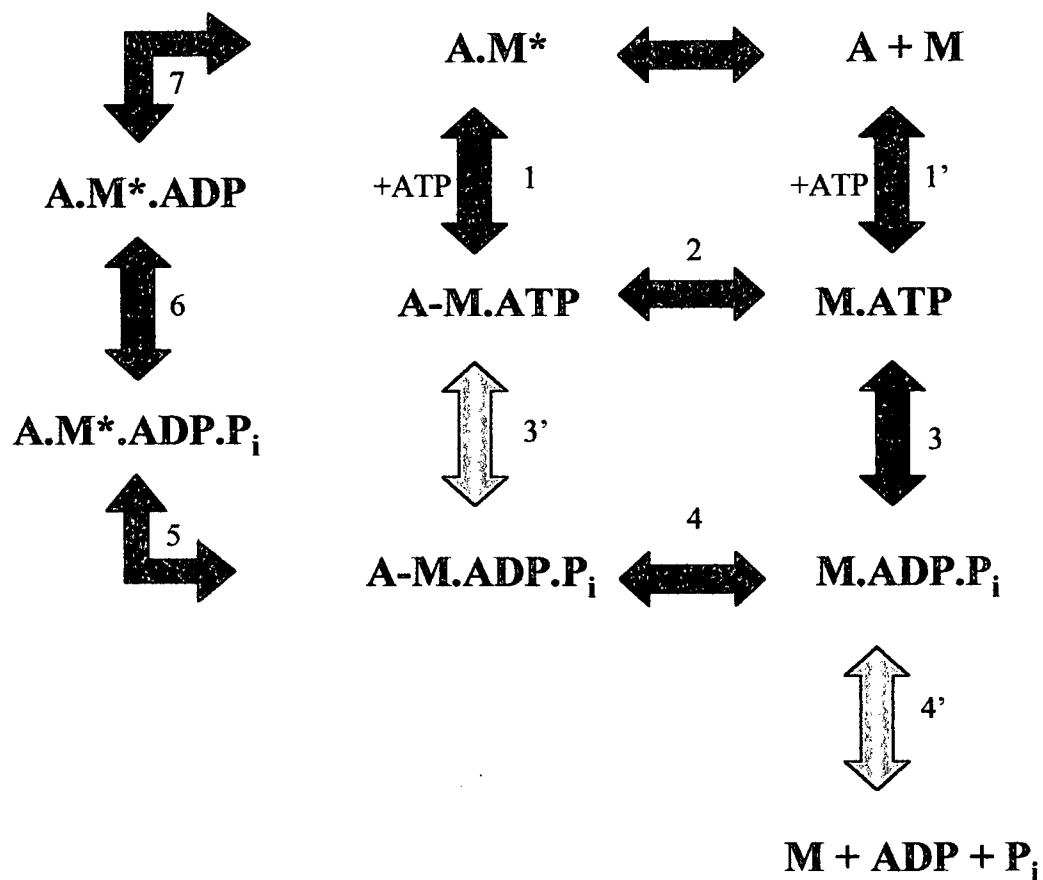 A.M*
A + M
7
A.M*.ADP
+ATP
1
+ATP
1’
2
A-M.ATP
M.ATP
6
A.M*.ADP.Pi
3’
3
5
4
A-M.ADP.Pi
M.ADP.Pi
4’
M + ADP + Pi